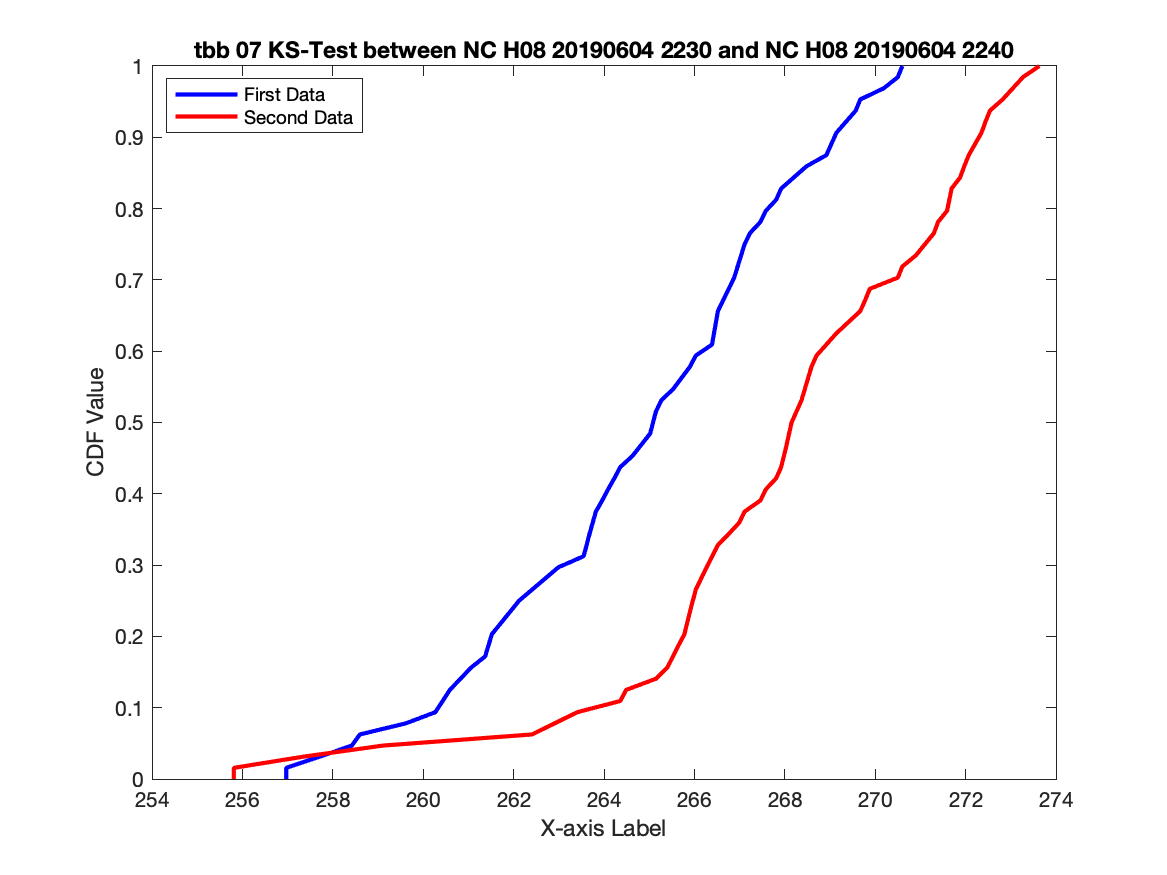 tbb 07 KS-Test between NC H08 20190604 2230 and NC H08 20190604 2240
First Data
Second Data
CDF Value
1
0.9
0.8
0.7
0.6
0.5
0.4
0.3
0.2
0.1
0
254 256 258 260 262 264 266 268 270 272 274
X-axis Label